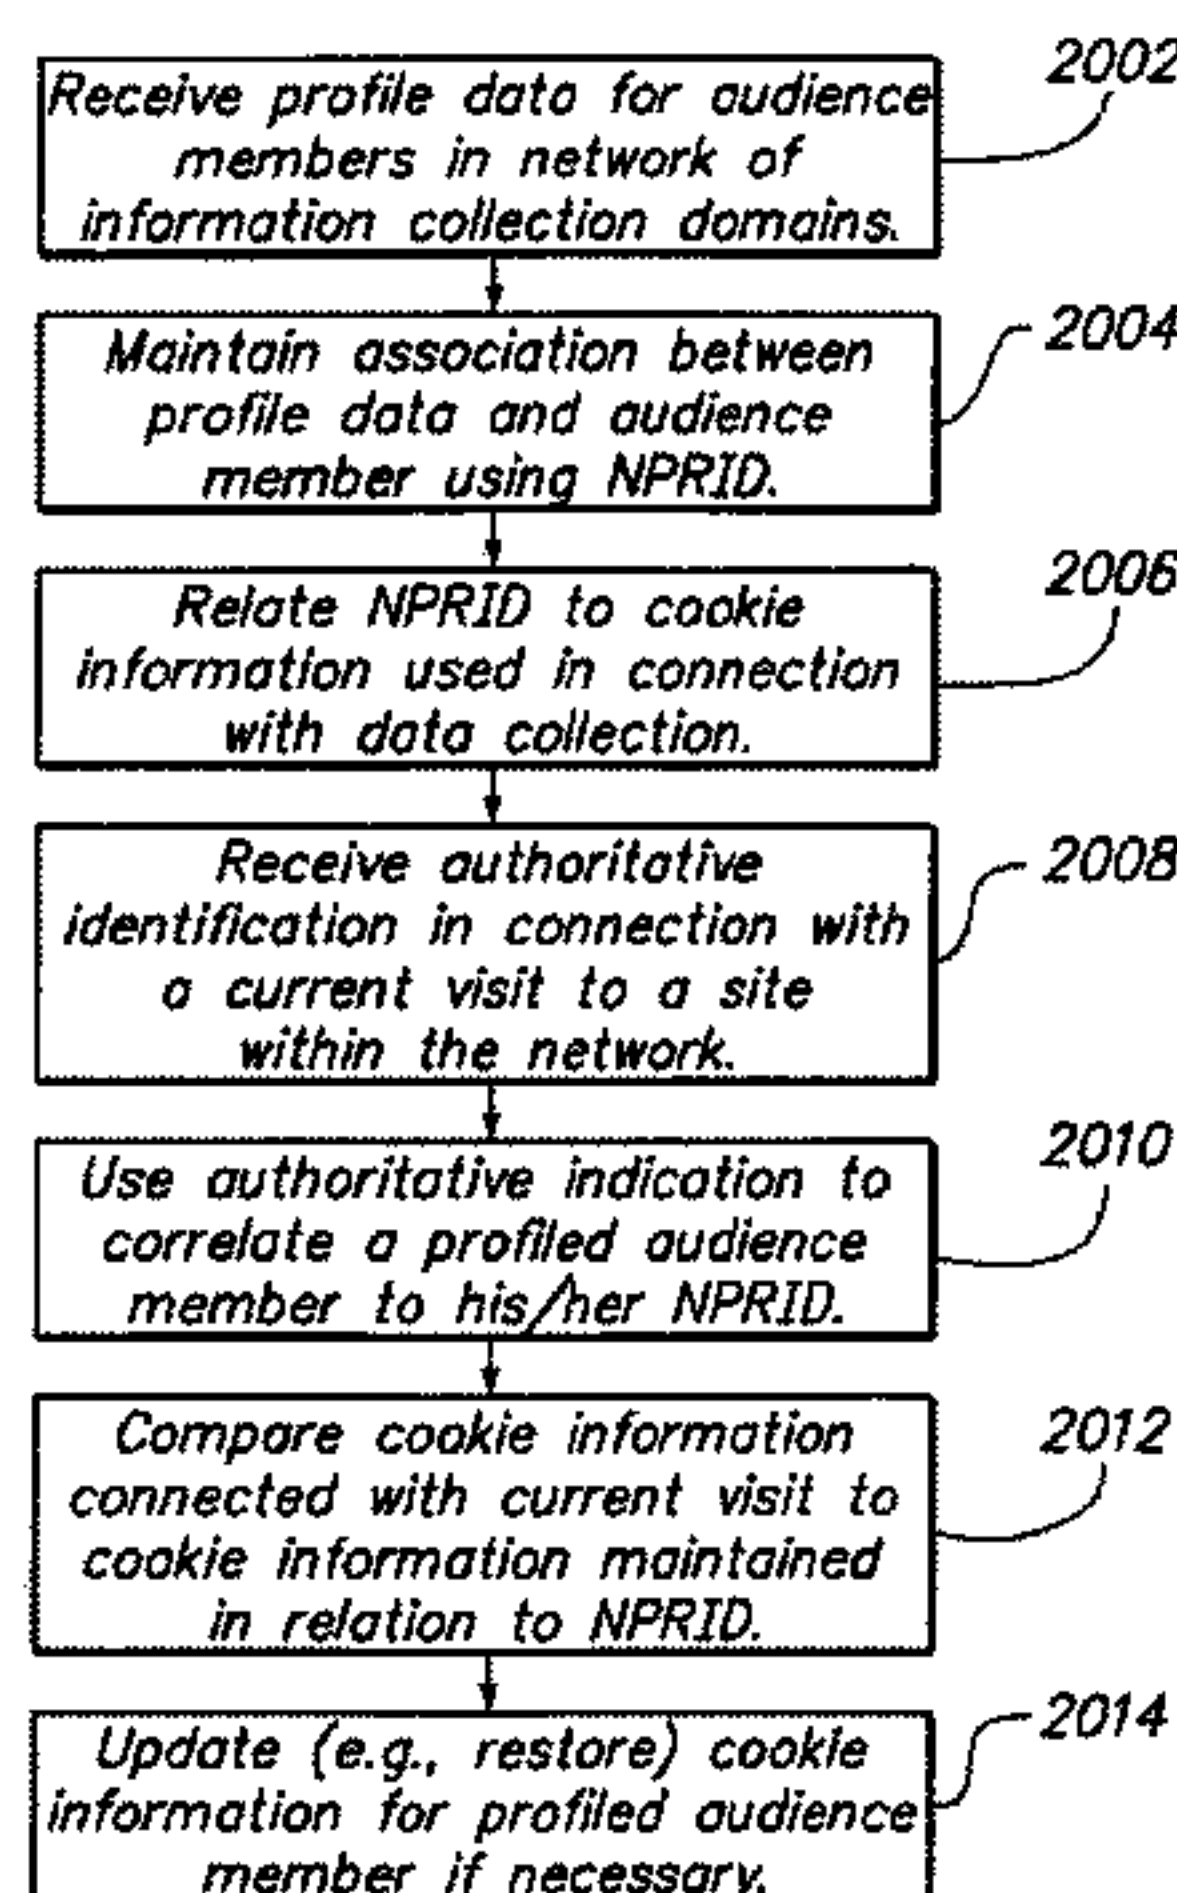 2002
Receive profile data for audience
members in network of
information collection domains.
2004
Maintain association between
profile data and audience
member using NPRID.
2006
Relate NPRID to cookie
information used in connection
with data collection.
2008
Receive authoritative
identification in connection with
a current visit to a site
within the network.
2010
Use authoritative indication to
correlate a profiled audience
member to his/her NPRID.
2012
Compare cookie information
connected with current visit to
cookie information maintained
in relation to NPRID.
2014
Update (e.g., restore) cookie
information for profiled audience
member if necessary.